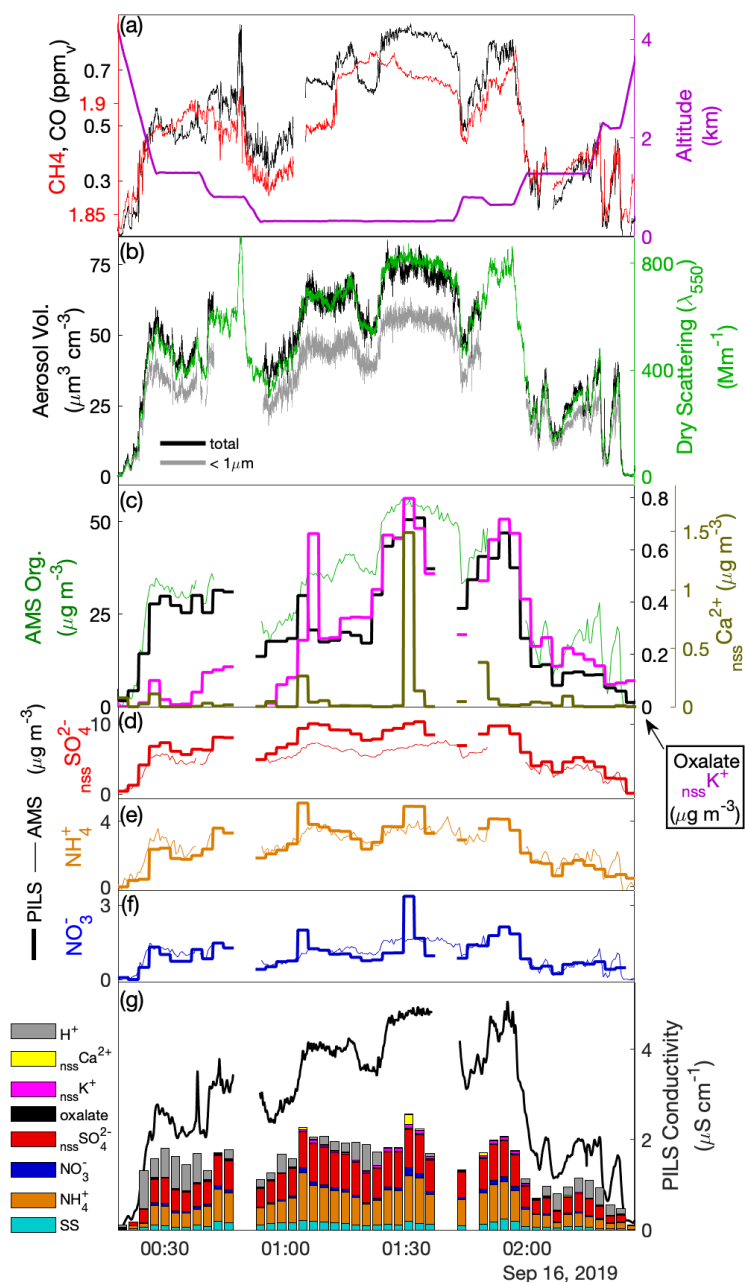 (a)
CH4, CO (ppmv)
0.7
1.9
0.5
0.3
1.85
4
2
0
Altitude
(km)
(b)
Aerosol Vol.
(μm³ cm-3)
75
50
25
0
total
< 1μm
800
400
0
Dry Scattering (λ550)
(Mm-1)
(c)
AMS Org.
(μg m-3)
50
25
0
0.8
0.6
0.4
0.2
0
1.5
1
0.5
0
nssCa2+ (μg m-3)
(d)
PILS AMS (μg m-3)
nssSO4 2-
10
0
Oxalate
nssK+
(μg m-3)
(e)
NH4+
4
0
(f)
NO3-
3
0
(g)
H+
nssCa2+
nssK+
oxalate
nssSO4 2-
NO3-
NH4+
SS
4
2
0
PILS Conductivity
(μS cm-1)
00:30 01:00 01:30 02:00
Sep 16, 2019